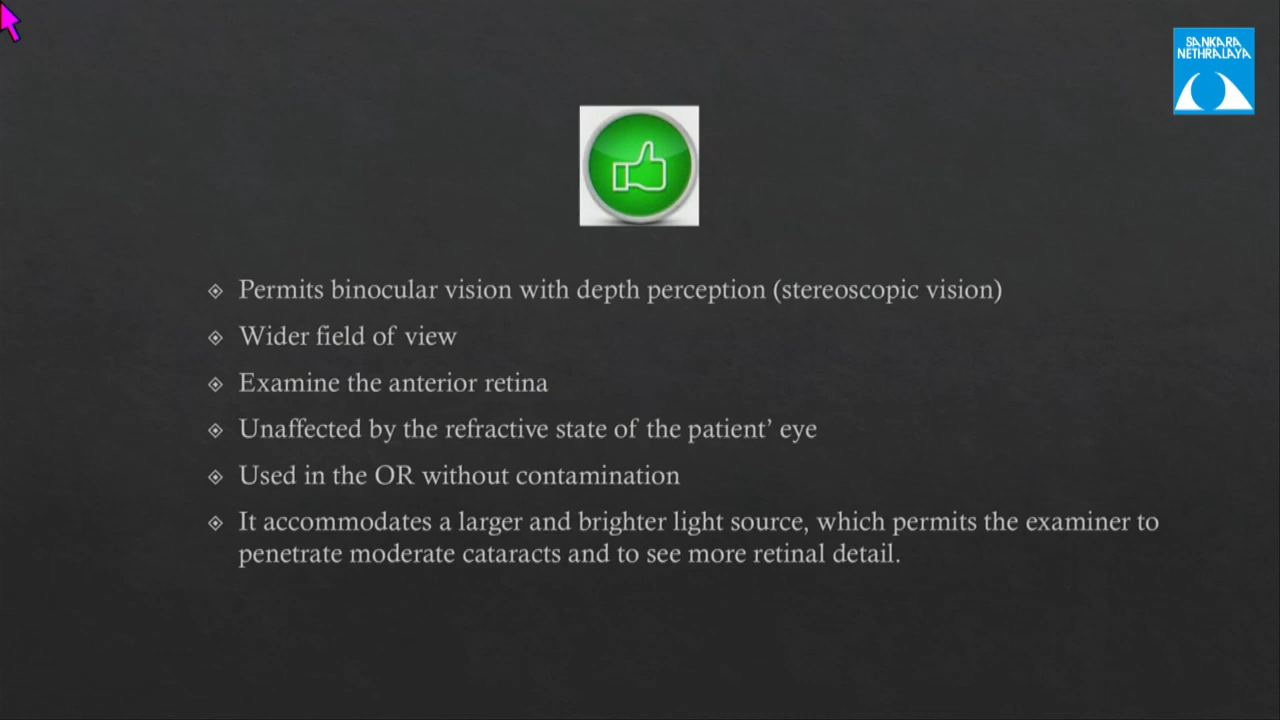 SANKARA
NETHRALAYA
Permits binocular vision with depth perception (stereoscopic vision)
Wider field of view
Examine the anterior retina
Unaffected by the refractive state of the patient’ eye
Used in the OR without contamination
It accommodates a larger and brighter light source, which permits the examiner to
penetrate moderate cataracts and to see more retinal detail.